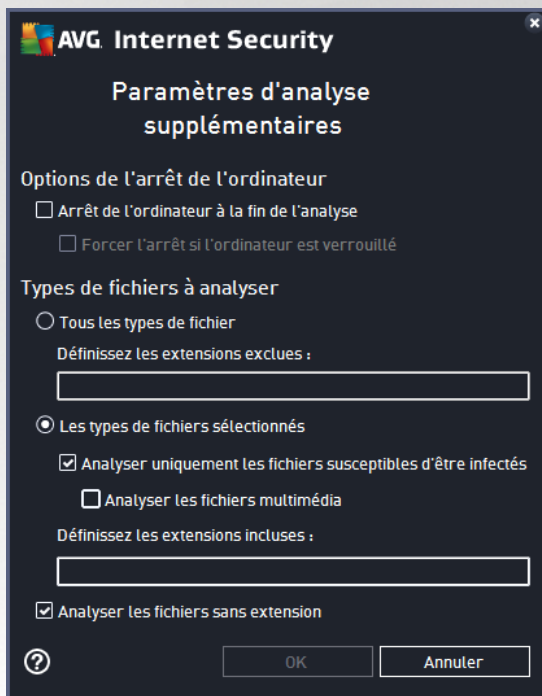 AVG Internet Security
Paramètres d'analyse
supplémentaires
Options de l'arrêt de l'ordinateur
Arrêt de l'ordinateur à la fin de l'analyse
Forcer l'arrêt si l'ordinateur est verrouillé
Types de fichiers à analyser
Tous les types de fichier
Définissez les extensions exclues :
Les types de fichiers sélectionnés
Analyser uniquement les fichiers susceptibles d'être infectés
Analyser les fichiers multimédia
Définissez les extensions incluses :
Analyser les fichiers sans extension
? OK Annuler